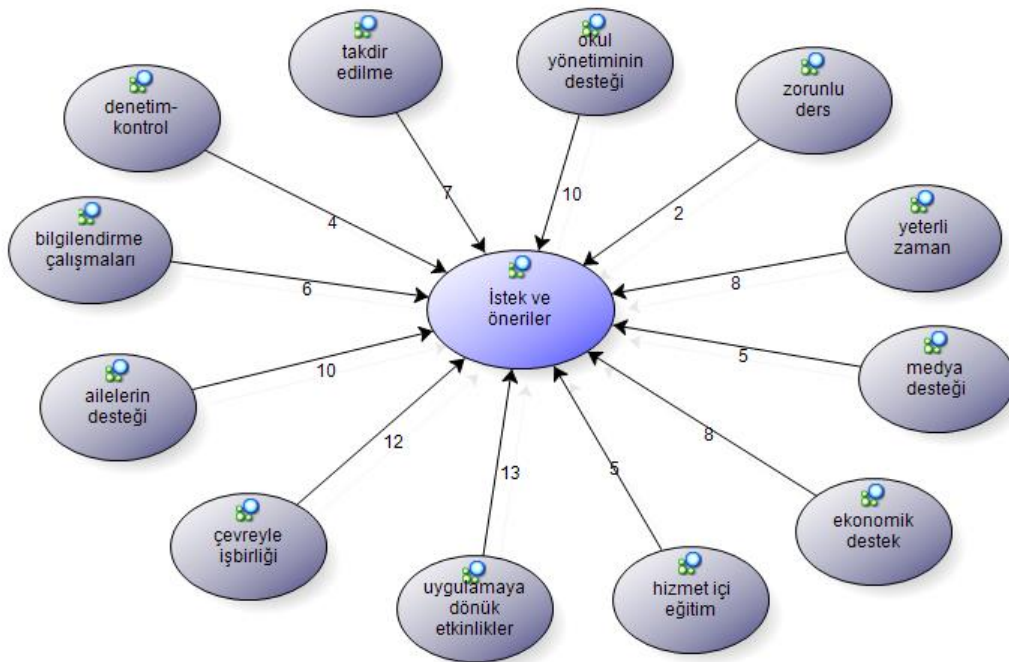 takdir
edilme
okul
yönetiminin
desteği
zorunlu
ders
denetim-
kontrol
7
10
2
4
bilgilendirme
çalışmaları
yeterli
zaman
6
8
İstek ve
öneriler
ailelerin
desteği
10
5
medya
desteği
12
13
5
8
çevreyle
işbirliği
uygulamaya
dönük
etkinlikler
hizmet içi
eğitim
ekonomik
destek